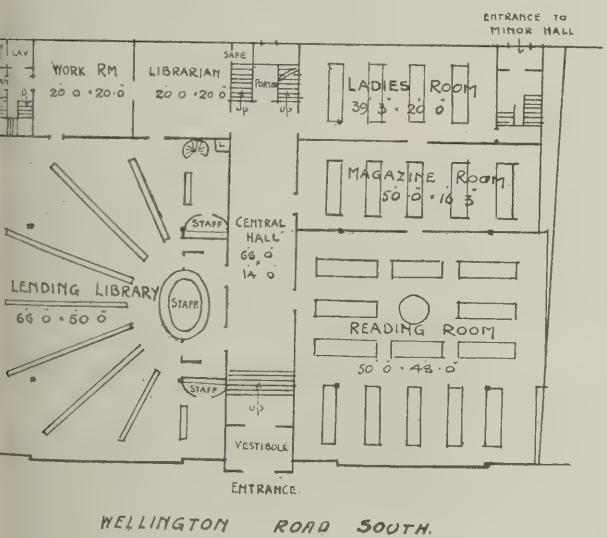 ENTRANCE TO
MINOR HALL
LAV
SAFE
WORK RM
20·0 × 20·0
LIBRARIAN
20·0 × 20·0
UP
PORTER
UP
LADIES ROOM
39' 3" × 20' 0"
L
MAGAZINE ROOM.
50'·0" × 16' 3"
STAFF
CENTRAL
HALL
66' 0"
×
14' 0"
LENDING LIBRARY
66' 0" × 50' 0"
STAFF
READING ROOM
50'·0" × 48'·0"
STAFF
UP
VESTIBULE
ENTRANCE.
WELLINGTON ROAD SOUTH.